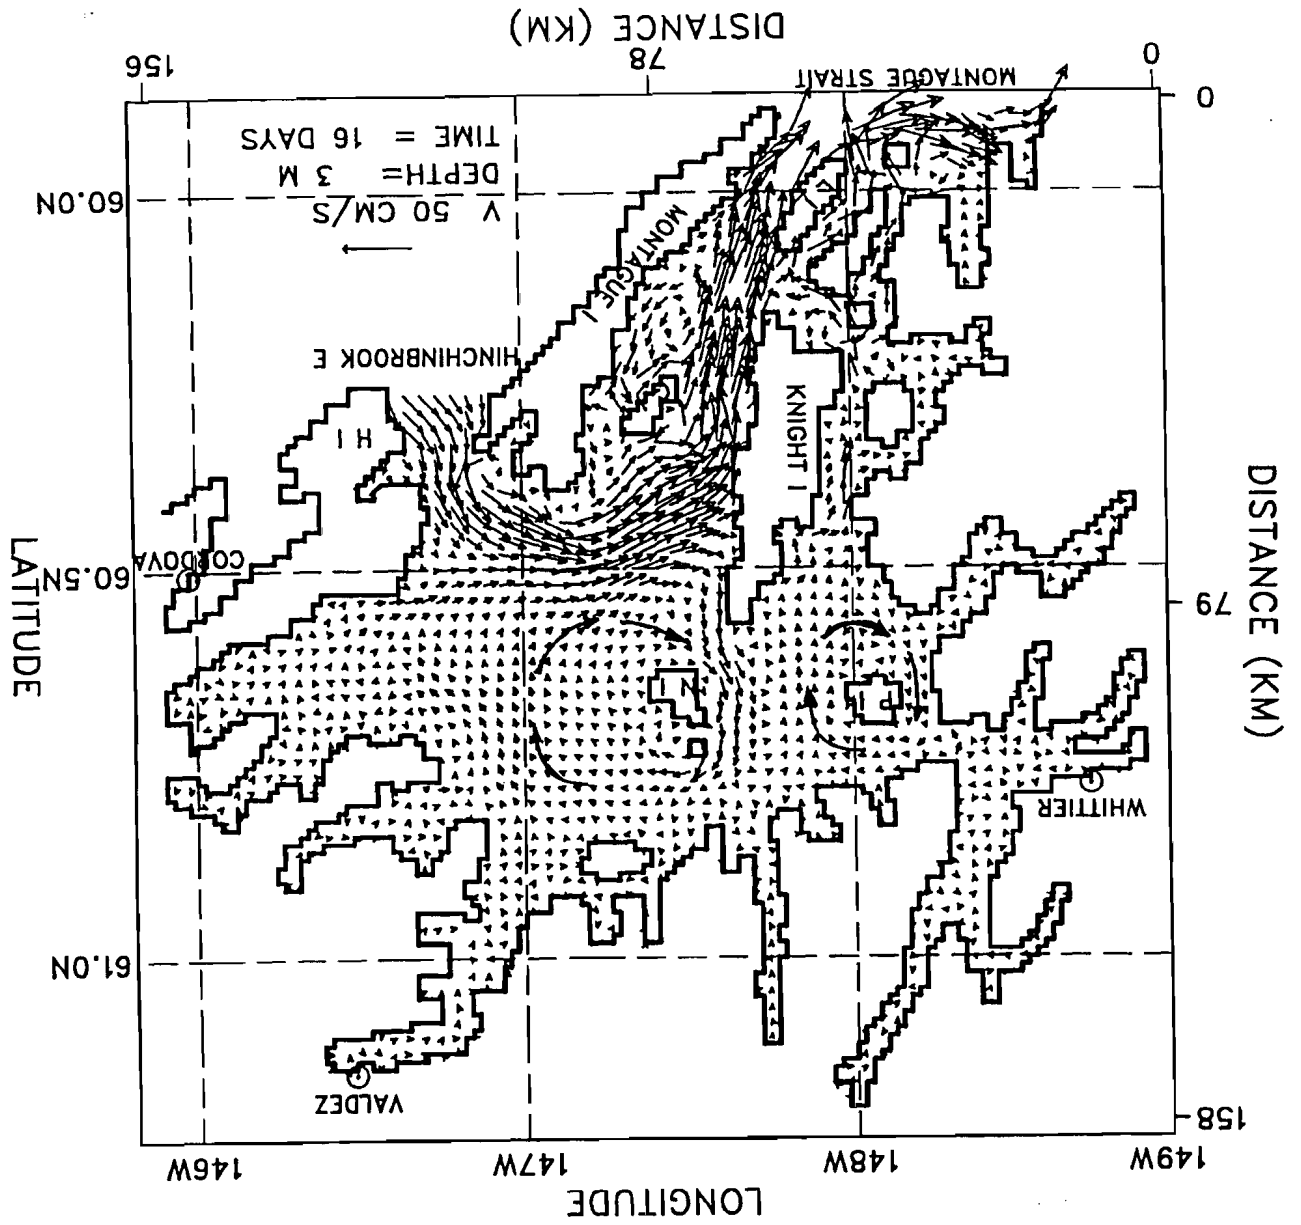 LONGITUDE
149W 148W 147W 146W
158
VALDEZ
61.0N
WHITTIER
DISTANCE (KM)
79
N I
P I
LATITUDE
60.5N
CORDOVA
KNIGHT I
H I
HINCHINBROOK E
MONTAGUE I
V 50 CM/S
DEPTH= 3 M
TIME = 16 DAYS
60.0N
0
MONTAGUE STRAIT
0 78 156
DISTANCE (KM)